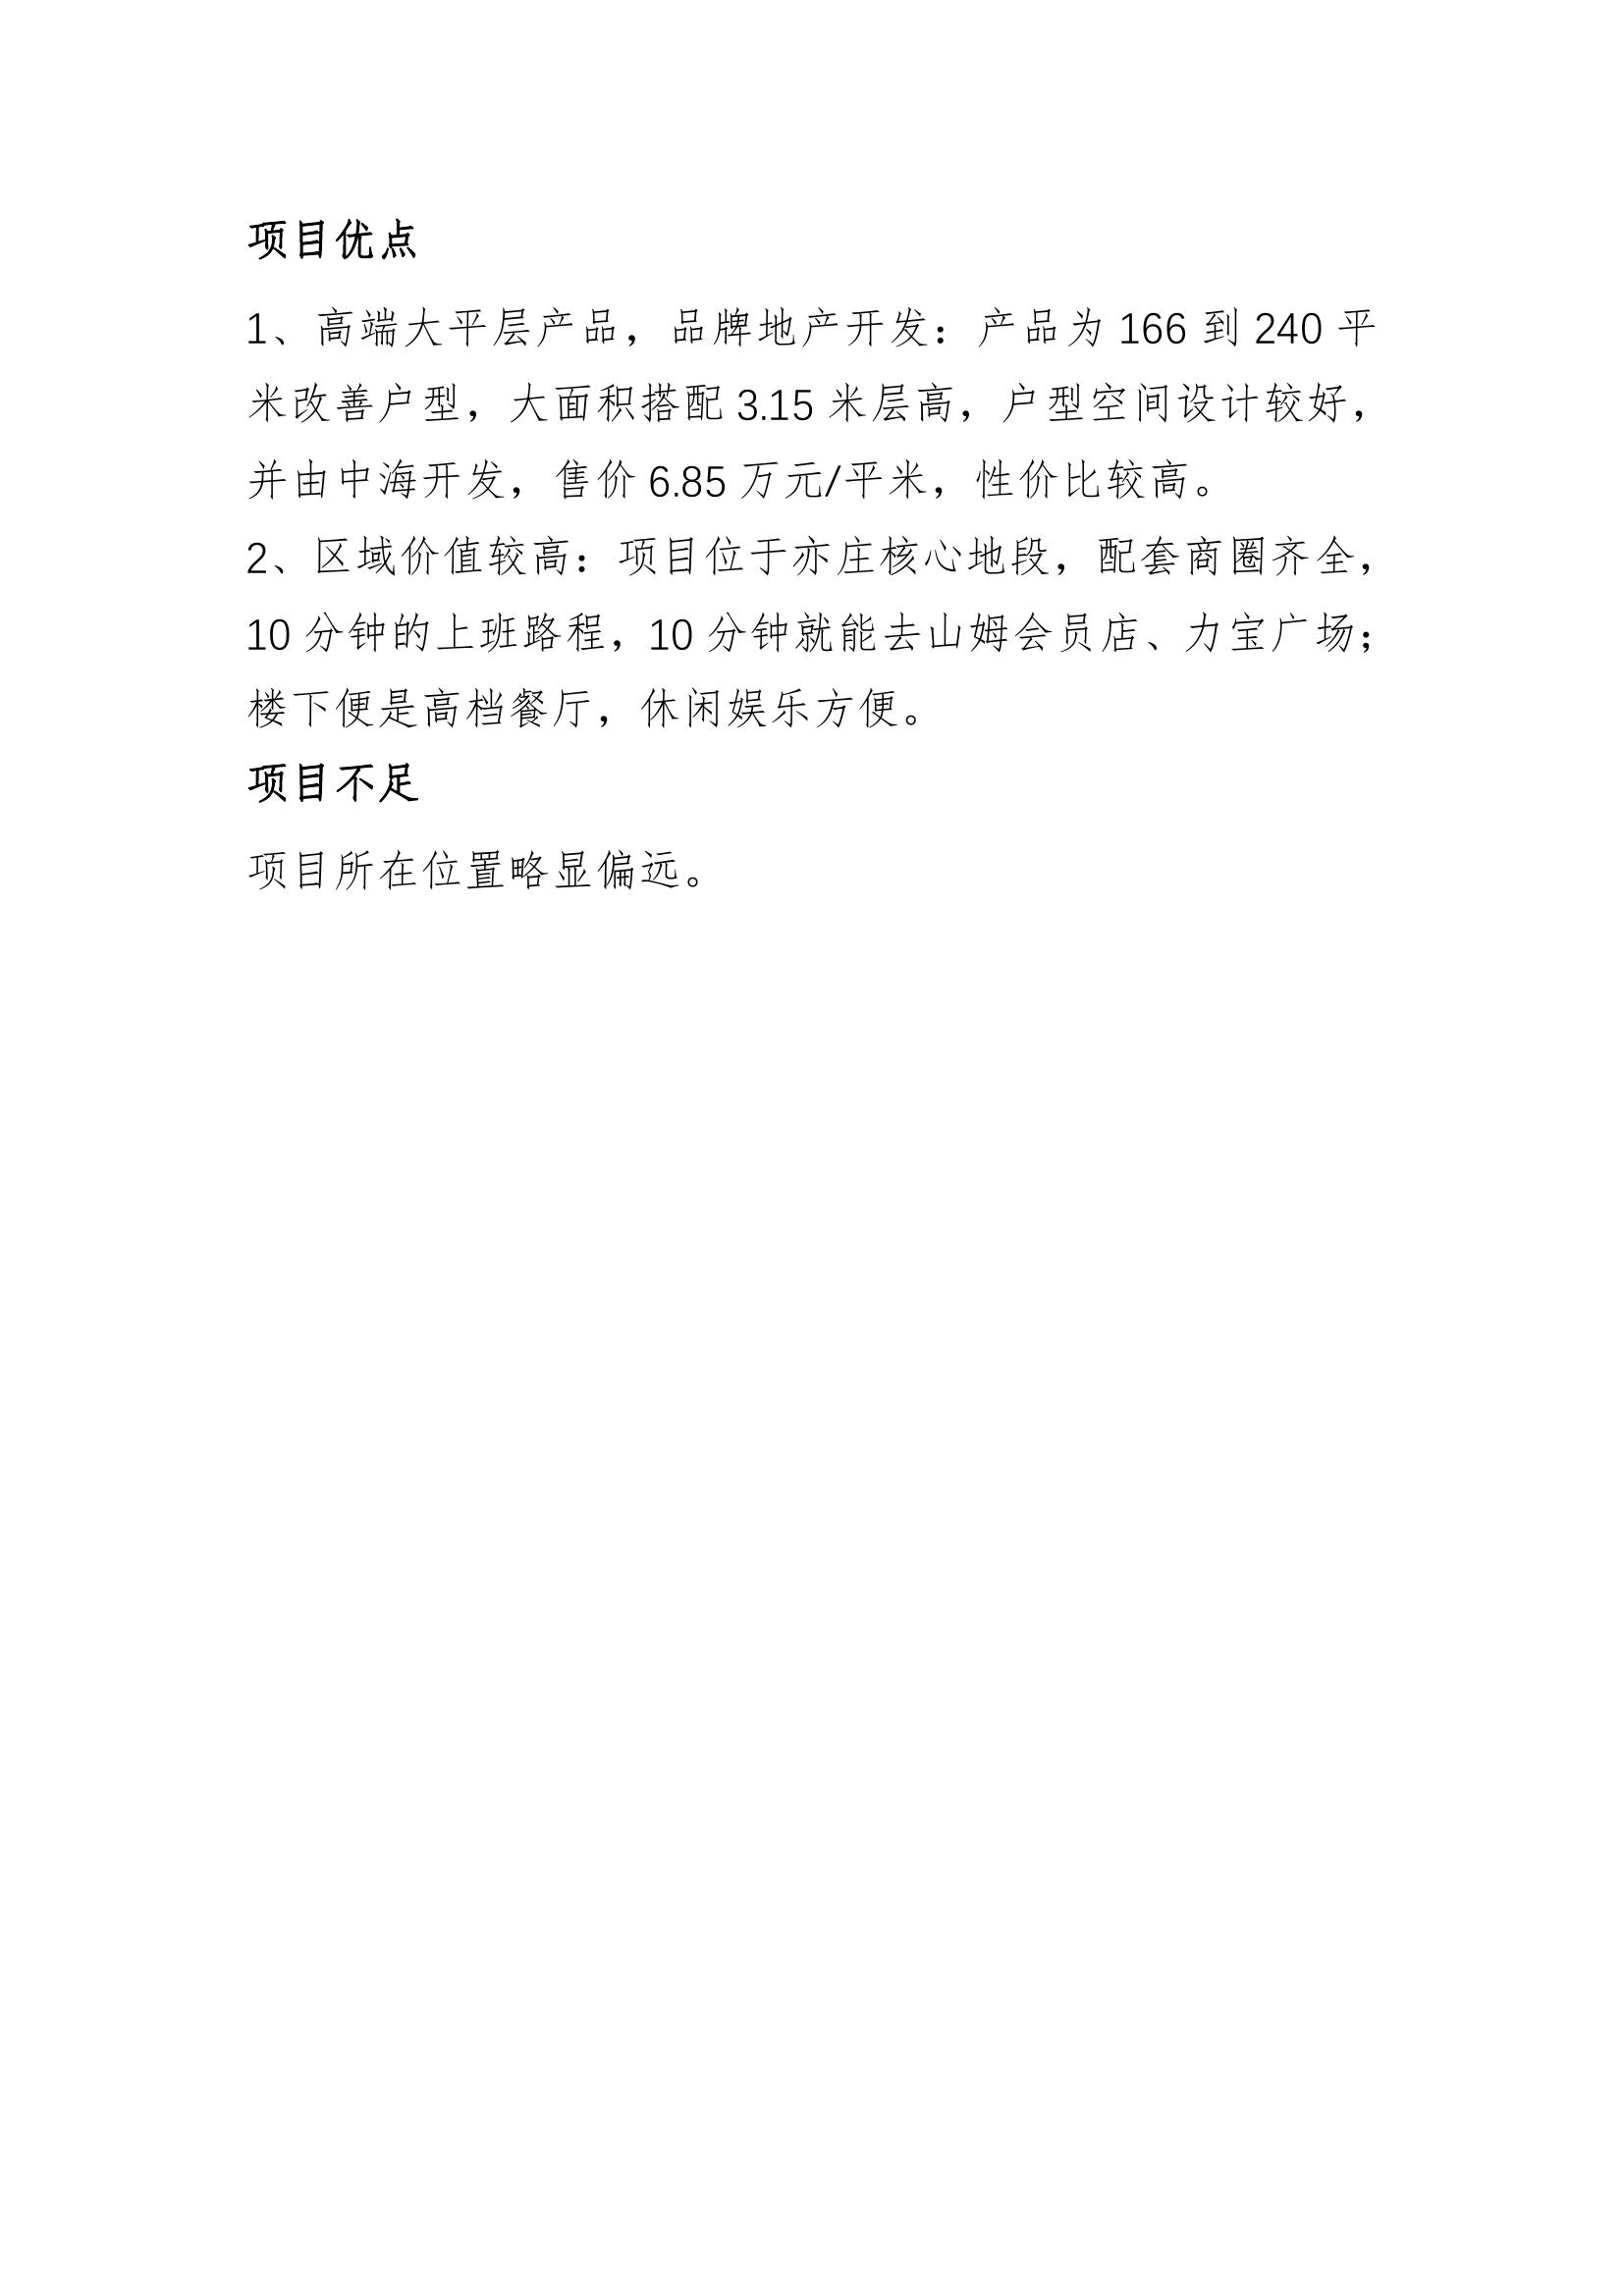 项目优点
1、高端大平层产品，品牌地产开发：产品为 166 到 240 平
米改善户型，大面积搭配 3.15 米层高，户型空间设计较好，
并由中海开发，售价 6.85 万元/平米，性价比较高。
2、区域价值较高：项目位于亦庄核心地段，配套商圈齐全，
10 分钟的上班路程，10 分钟就能去山姆会员店、力宝广场；
楼下便是高档餐厅，休闲娱乐方便。
项目不足
项目所在位置略显偏远。